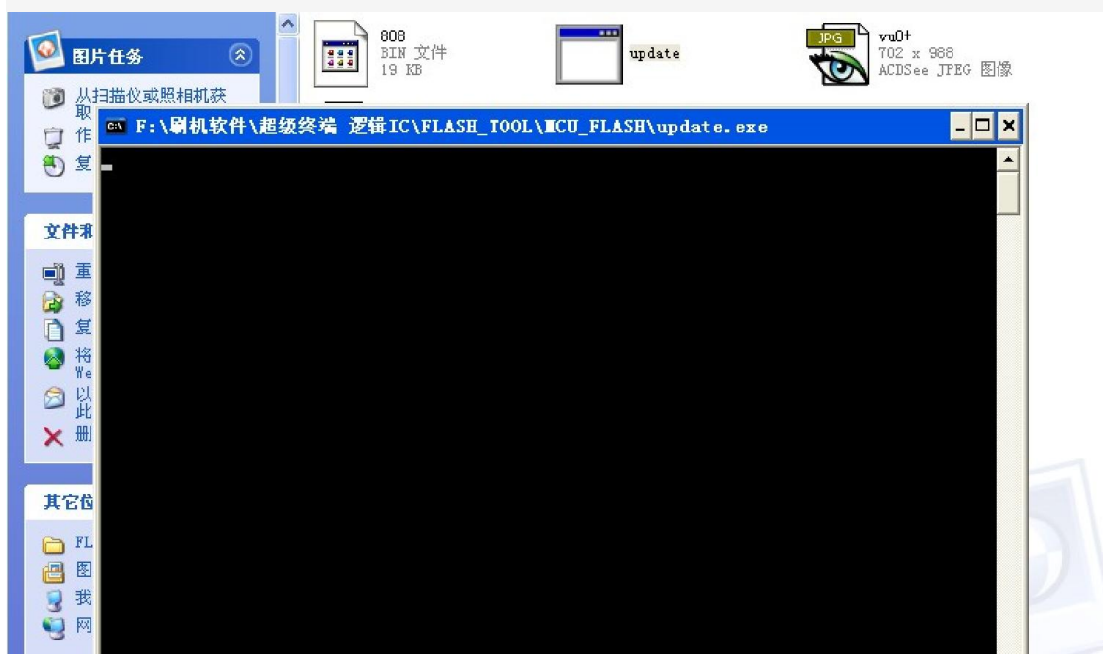 图片任务
从扫描仪或照相机获
取
作
复
文件和
重
移
复
将
We
以
此
删
其它位
FL
图
我
网
808
BIN 文件
19 KB
update
JPG
vu0+
702 x 988
ACDSee JPEG 图像
C:\
F:\刷机软件\超级终端 逻辑IC\FLASH_TOOL\MCU_FLASH\update.exe